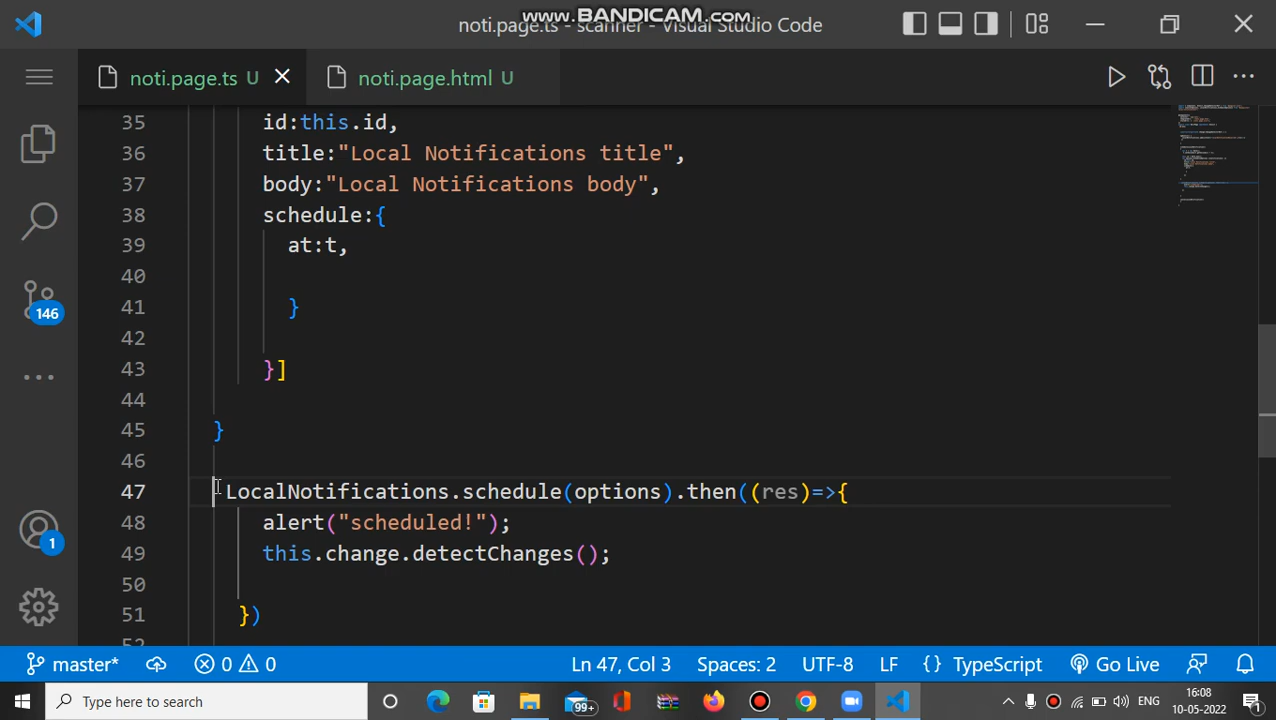 www.BANDICAM.com
noti.page.ts - scanner - Visual Studio Code
noti.page.ts U
noti.page.html U
35 id:this.id,
36 title:"Local Notifications title",
37 body:"Local Notifications body",
38 schedule:{
39 at:t,
40
41 }
42
43 }]
44
45 }
46
47 LocalNotifications.schedule(options).then((res)=>{
48 alert("scheduled!");
49 this.change.detectChanges();
50
51 })
52
146
1
master* 0 0 Ln 47, Col 3 Spaces: 2 UTF-8 LF {} TypeScript Go Live
Type here to search 99+ ENG 16:08
10-05-2022 1